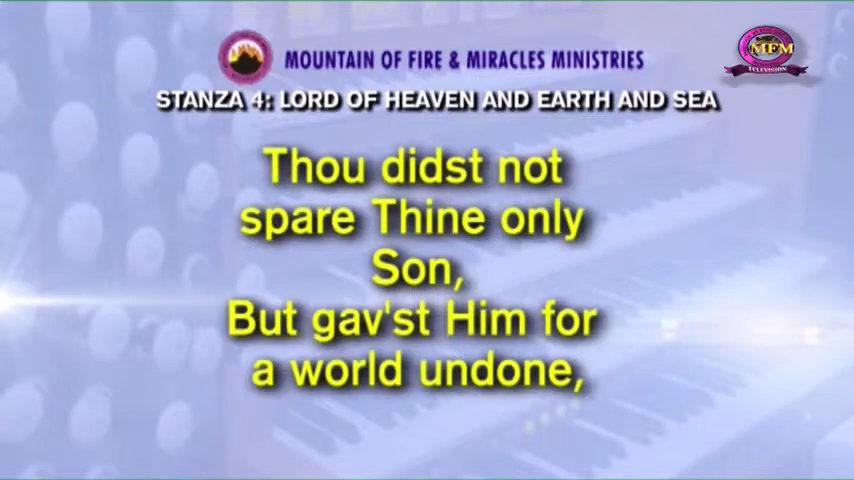 MOUNTAIN OF FIRE & MIRACLES MINISTRIES
MFM
TELEVISION
STANZA 4: LORD OF HEAVEN AND EARTH AND SEA
Thou didst not
spare Thine only
Son,
But gav'st Him for
a world undone,